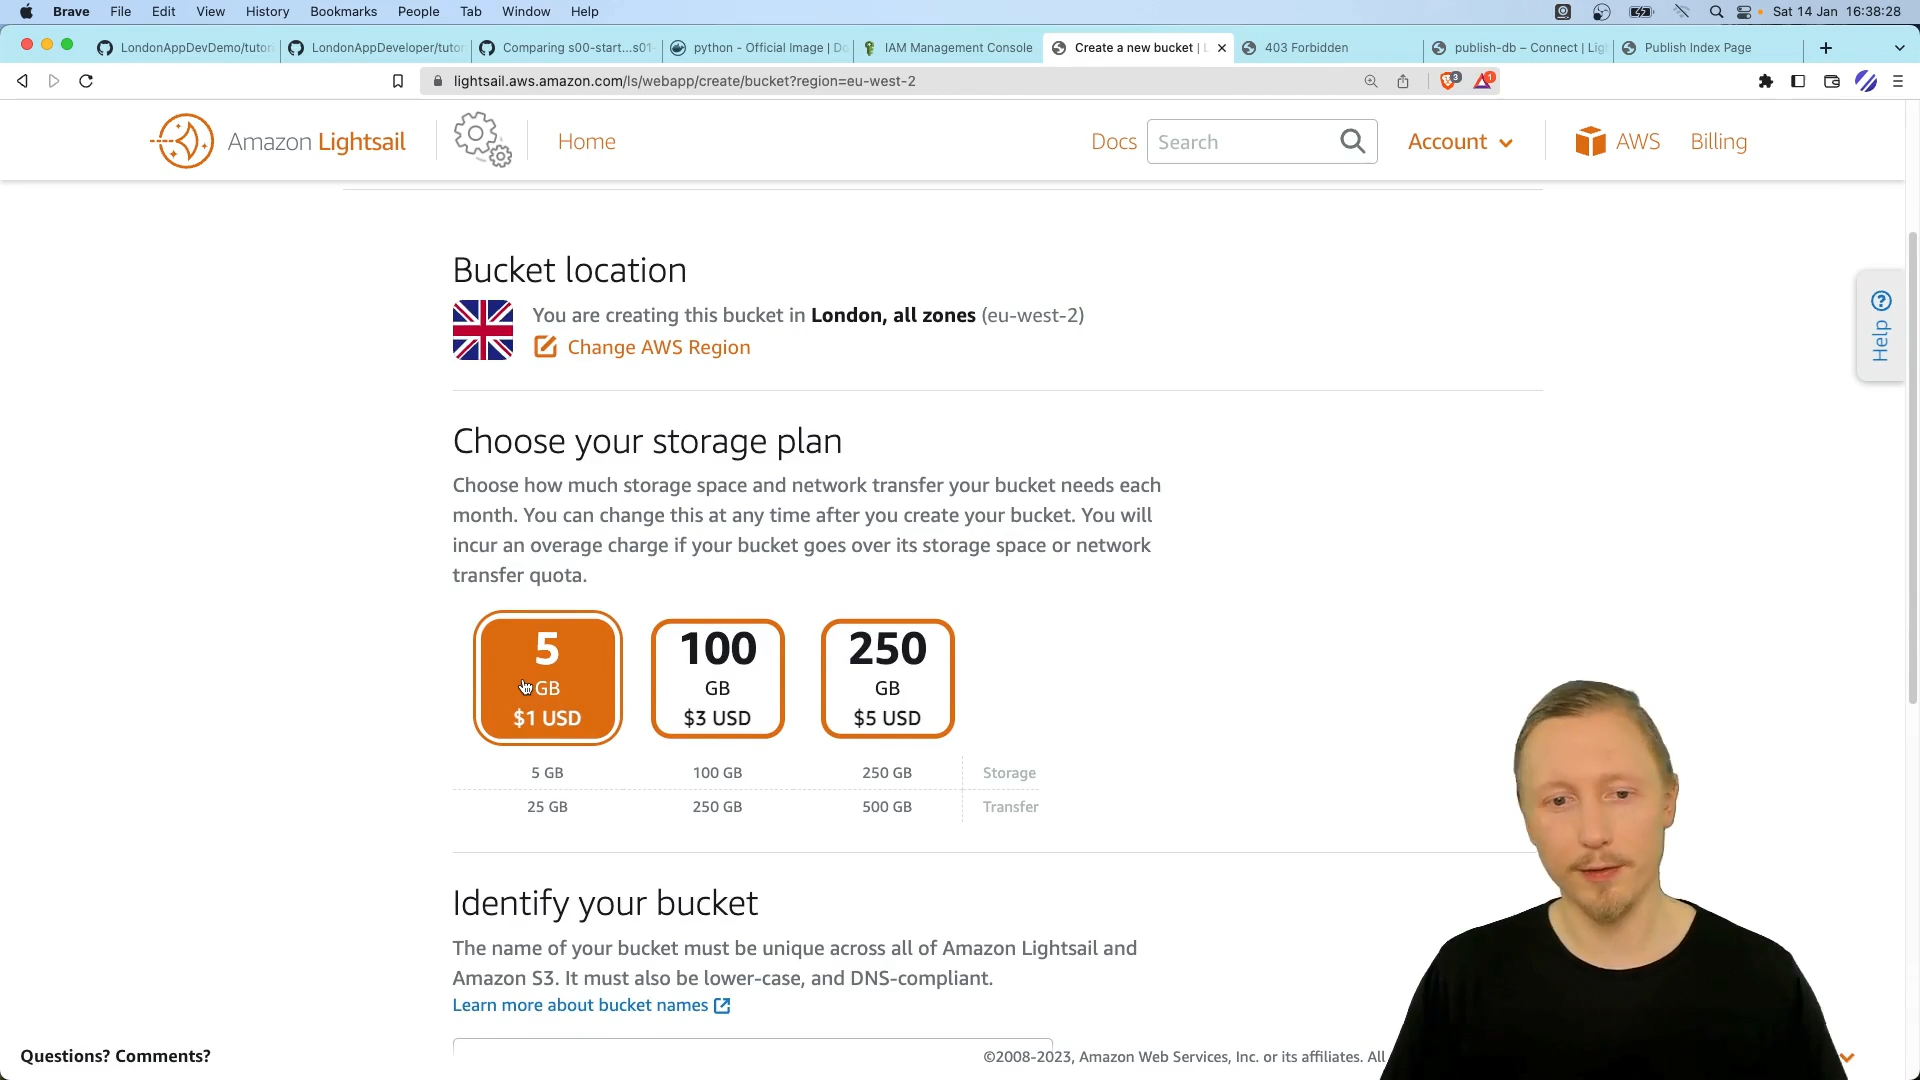 Brave File Edit View History Bookmarks People Tab Window Help Sat 14 Jan 16:38:28
LondonAppDevDemo/tutori LondonAppDeveloper/tutor Comparing s00-start...s01- python - Official Image | Do IAM Management Console Create a new bucket | L 403 Forbidden publish-db – Connect | Lig Publish Index Page
lightsail.aws.amazon.com/ls/webapp/create/bucket?region=eu-west-2
3
1
Amazon Lightsail Home Docs Search Account AWS Billing
Bucket location
You are creating this bucket in London, all zones (eu-west-2)
Change AWS Region
Help
Choose your storage plan
Choose how much storage space and network transfer your bucket needs each
month. You can change this at any time after you create your bucket. You will
incur an overage charge if your bucket goes over its storage space or network
transfer quota.
5 100 250
GB GB GB
$1 USD $3 USD $5 USD
5 GB 100 GB 250 GB Storage
25 GB 250 GB 500 GB Transfer
Identify your bucket
The name of your bucket must be unique across all of Amazon Lightsail and
Amazon S3. It must also be lower-case, and DNS-compliant.
Learn more about bucket names
Questions? Comments? ©2008-2023, Amazon Web Services, Inc. or its affiliates. All